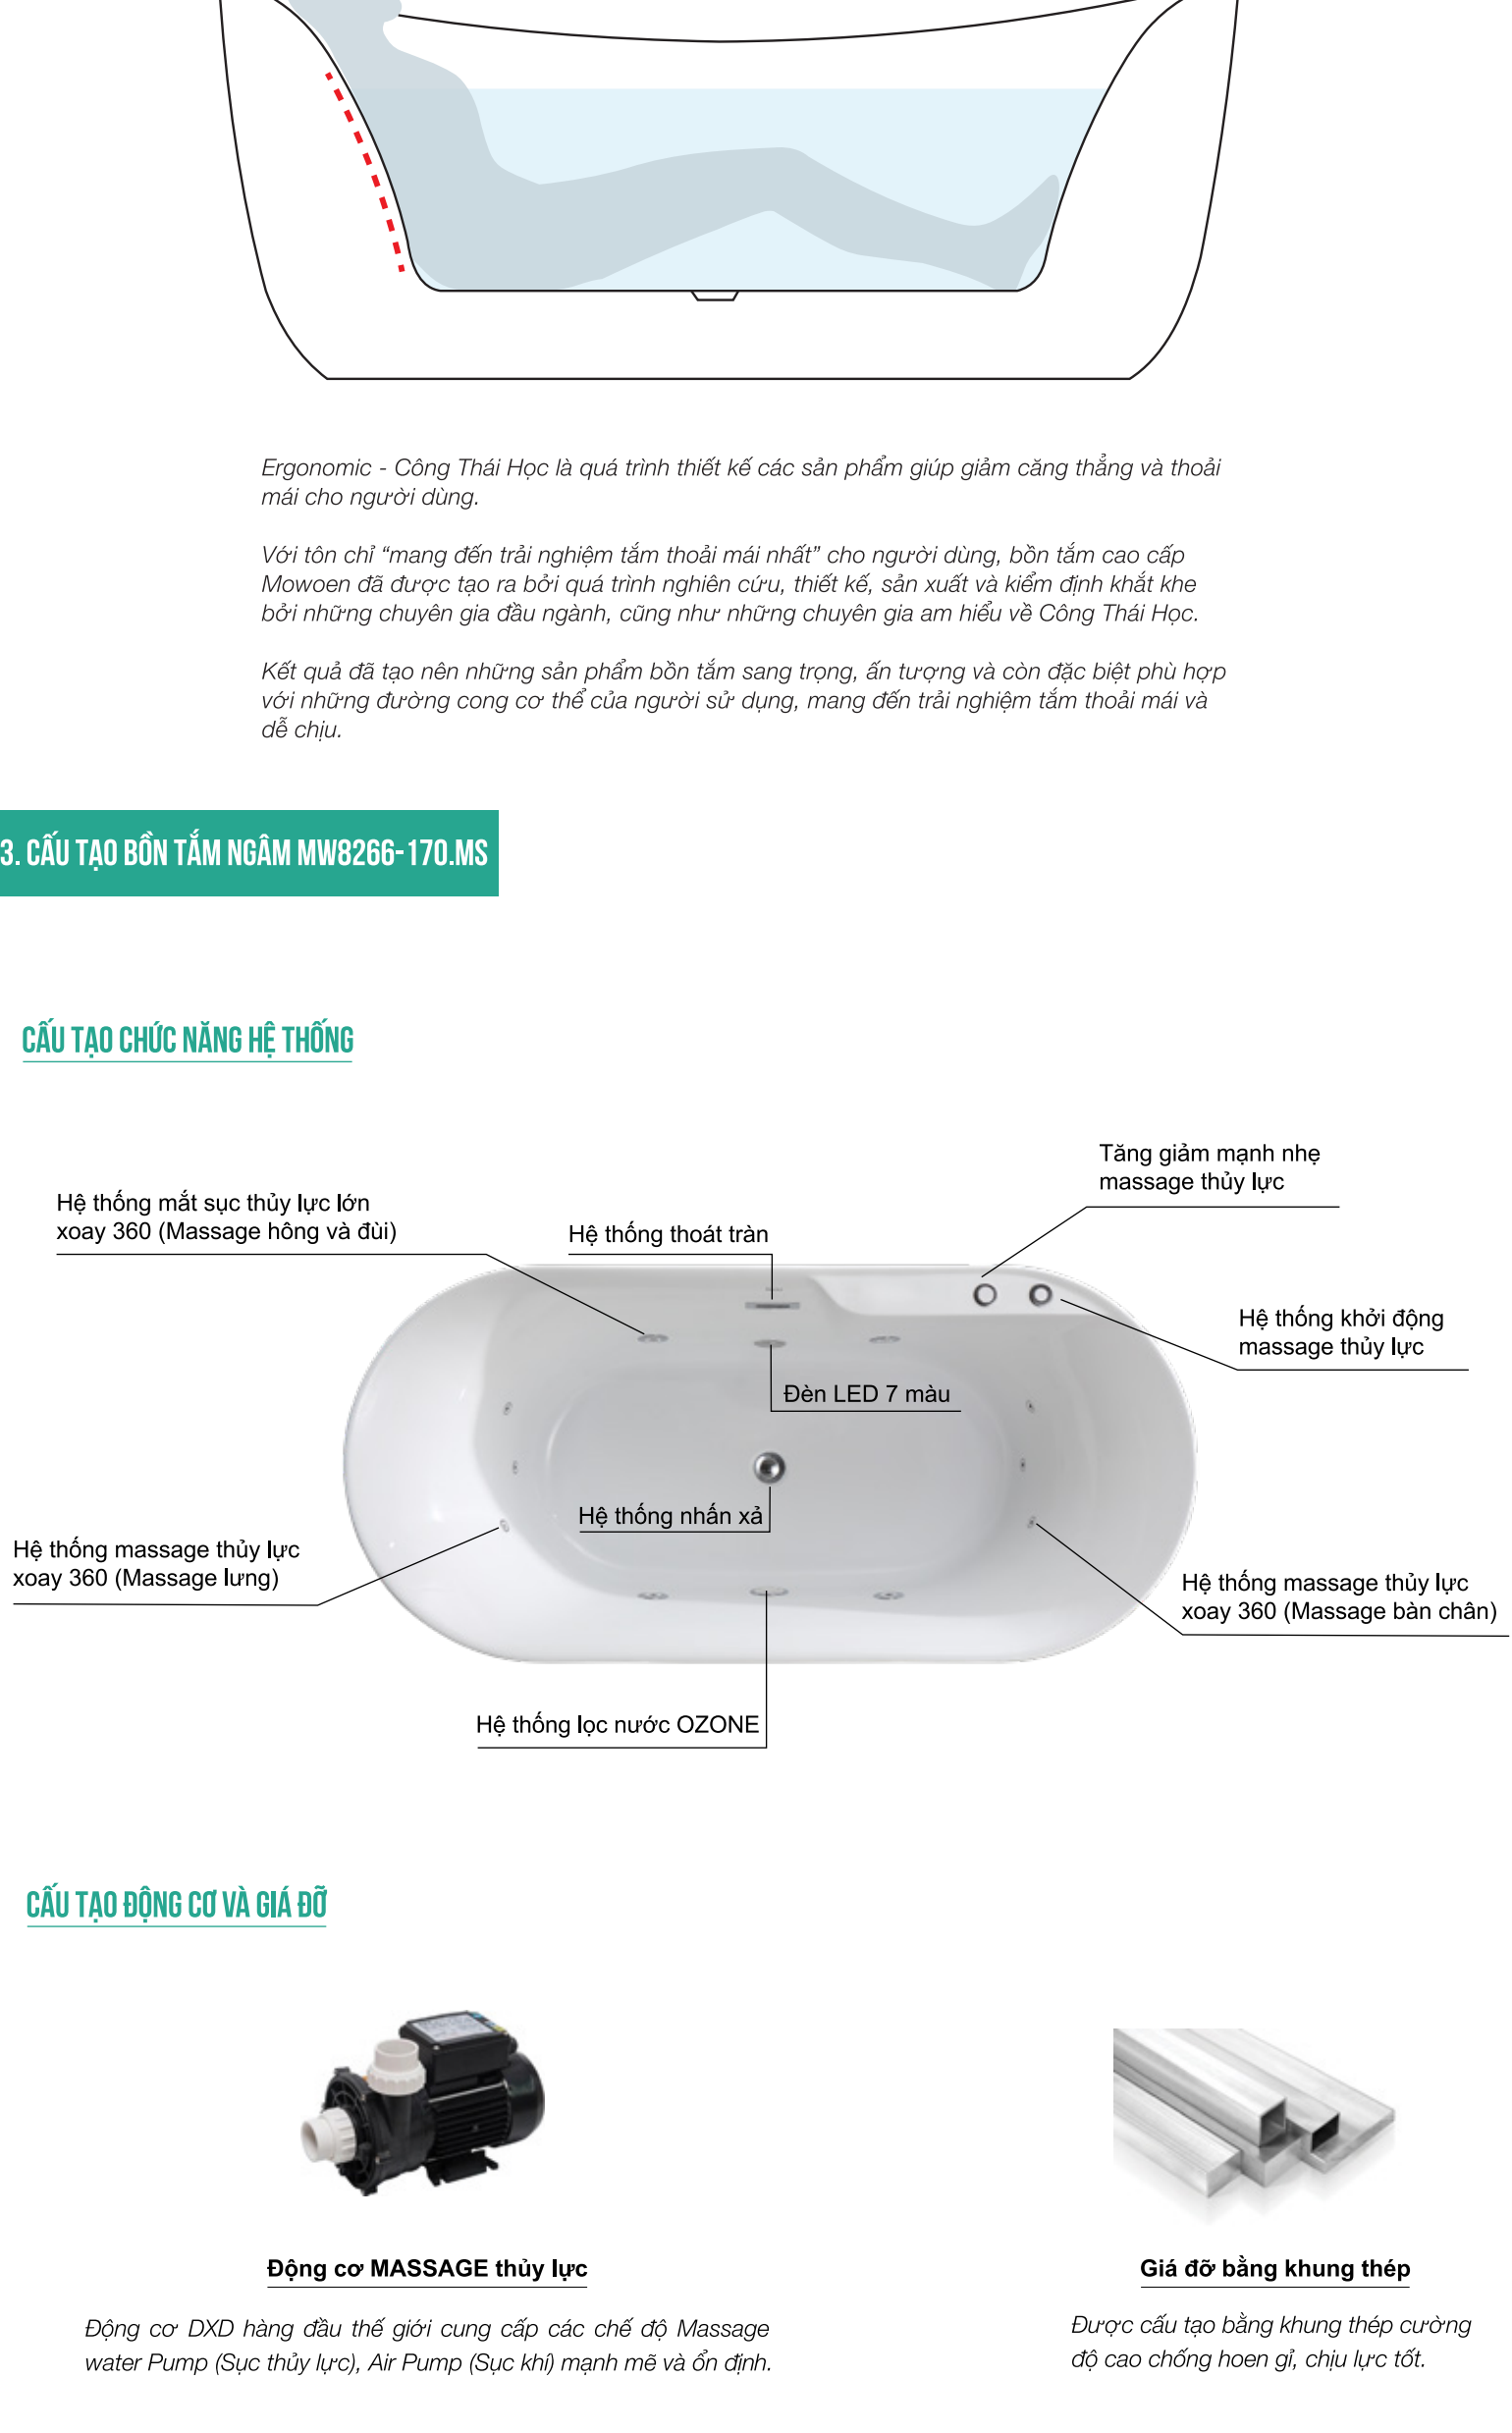 Ergonomic - Công Thái Học là quá trình thiết kế các sản phẩm giúp giảm căng thẳng và thoải
mái cho người dùng.
Với tôn chỉ “mang đến trải nghiệm tắm thoải mái nhất” cho người dùng, bồn tắm cao cấp
Mowoen đã được tạo ra bởi quá trình nghiên cứu, thiết kế, sản xuất và kiểm định khắt khe
bởi những chuyên gia đầu ngành, cũng như những chuyên gia am hiểu về Công Thái Học.
Kết quả đã tạo nên những sản phẩm bồn tắm sang trọng, ấn tượng và còn đặc biệt phù hợp
với những đường cong cơ thể của người sử dụng, mang đến trải nghiệm tắm thoải mái và
dễ chịu.
3. CẤU TẠO BỒN TẮM NGÂM MW8266-170.MS
CẤU TẠO CHỨC NĂNG HỆ THỐNG
Tăng giảm mạnh nhẹ
massage thủy lực
Hệ thống mắt sục thủy lực lớn
xoay 360 (Massage hông và đùi)
Hệ thống thoát tràn
Hệ thống khởi động
massage thủy lực
Đèn LED 7 màu
Hệ thống nhấn xả
Hệ thống massage thủy lực
xoay 360 (Massage lưng)
Hệ thống massage thủy lực
xoay 360 (Massage bàn chân)
Hệ thống lọc nước OZONE
CẤU TẠO ĐỘNG CƠ VÀ GIÁ ĐỠ
Động cơ MASSAGE thủy lực
Động cơ DXD hàng đầu thế giới cung cấp các chế độ Massage
water Pump (Sục thủy lực), Air Pump (Sục khí) mạnh mẽ và ổn định.
Giá đỡ bằng khung thép
Được cấu tạo bằng khung thép cường
độ cao chống hoen gỉ, chịu lực tốt.